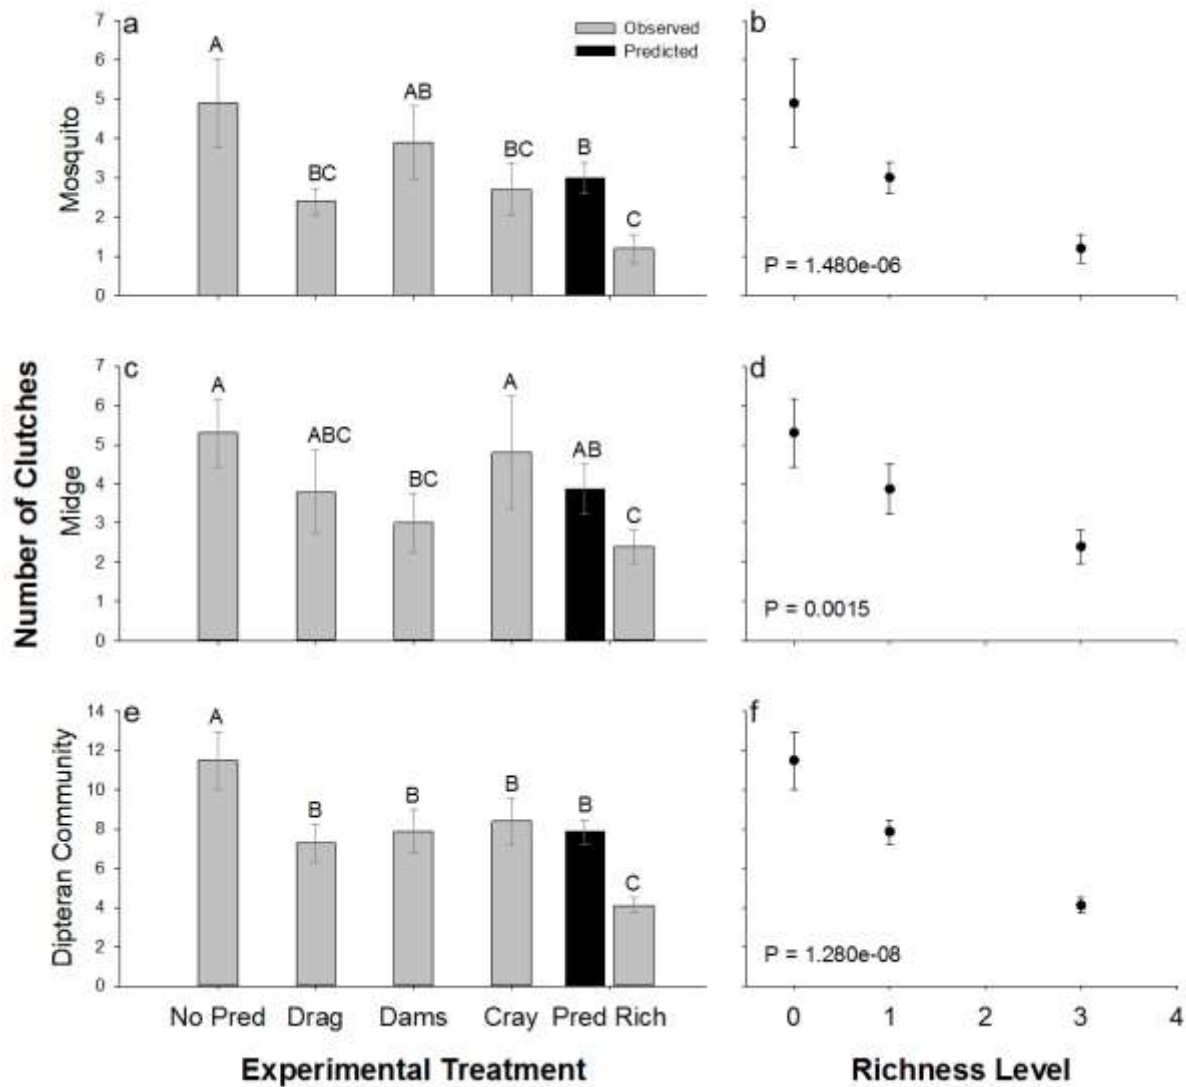 a
Observed
Predicted
7
6
5
4
3
2
1
0
Mosquito
A
BC
AB
BC
B
C
b
P = 1.480e-06
Number of Clutches
c
7
6
5
4
3
2
1
0
Midge
A
ABC
BC
A
AB
C
d
P = 0.0015
e
14
12
10
8
6
4
2
0
Dipteran Community
A
B
B
B
B
C
No Pred Drag Dams Cray Pred Rich
Experimental Treatment
f
P = 1.280e-08
0 1 2 3 4
Richness Level